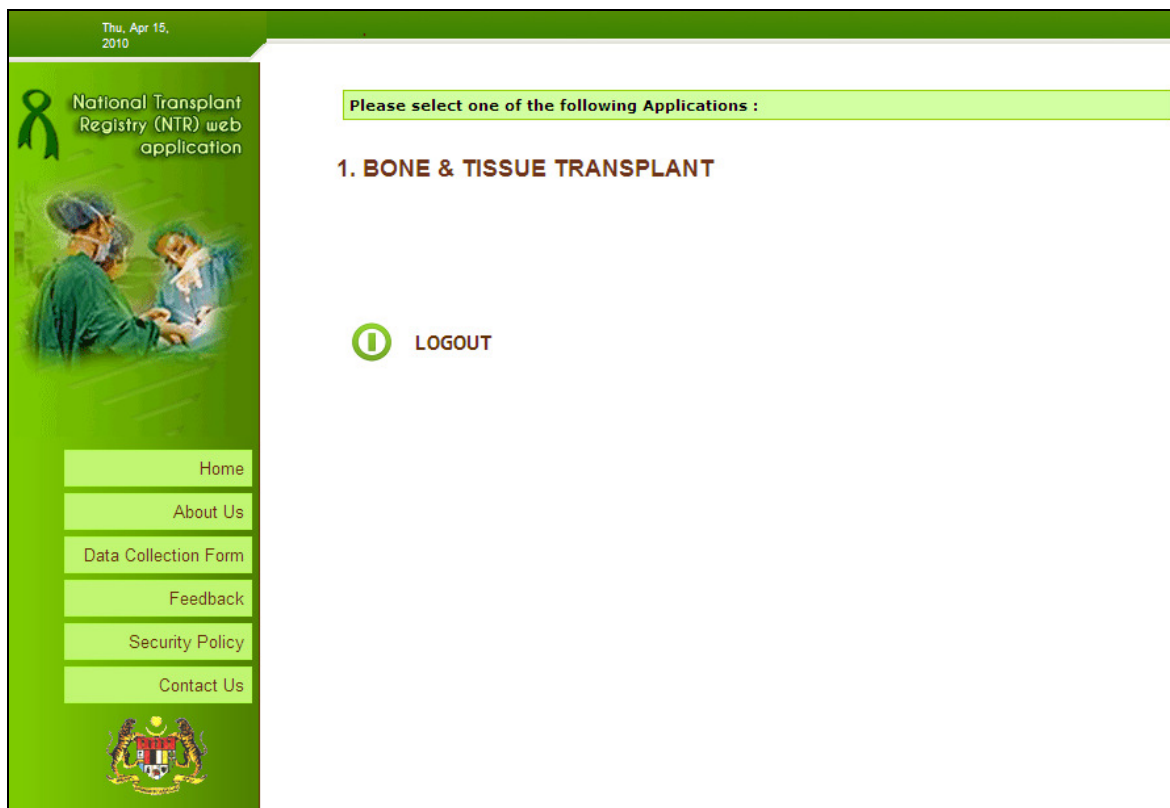 Thu, Apr 15,
2010
National Transplant
Registry (NTR) web
application
Please select one of the following Applications :
1. BONE & TISSUE TRANSPLANT
LOGOUT
Home
About Us
Data Collection Form
Feedback
Security Policy
Contact Us